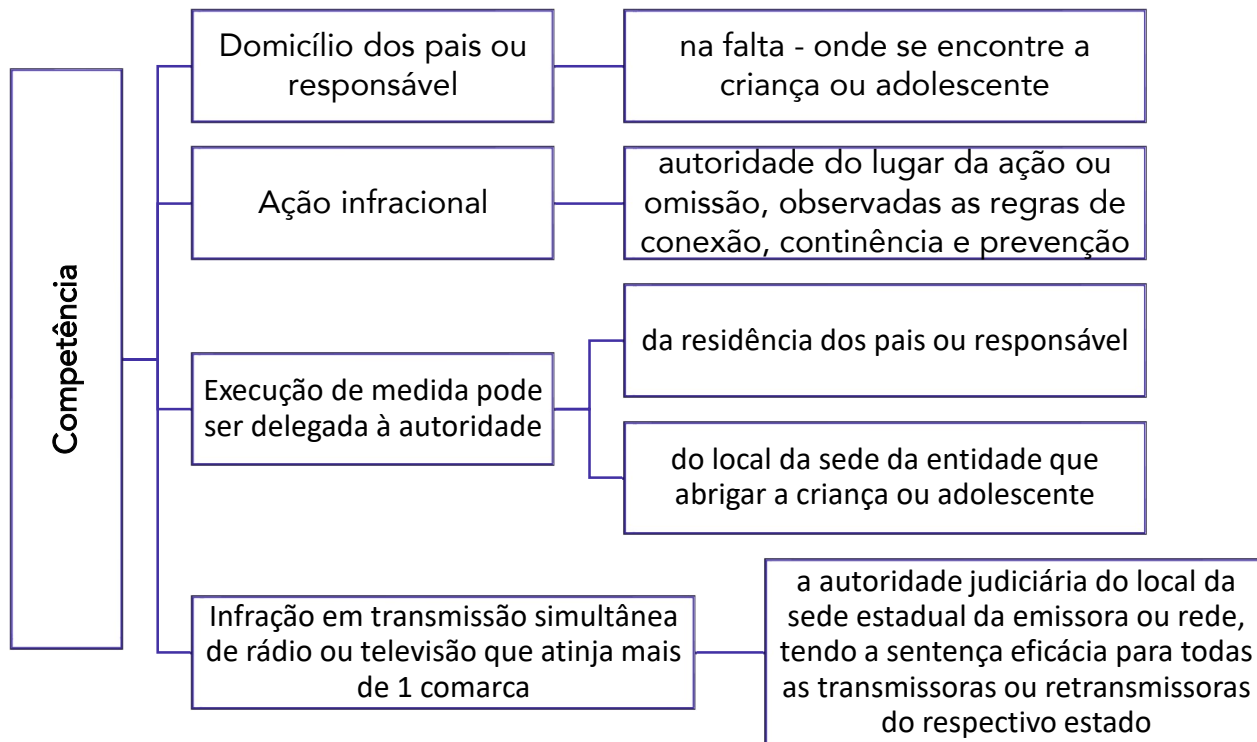 Competência
Domicílio dos pais ou
responsável
na falta - onde se encontre a
criança ou adolescente
Ação infracional
autoridade do lugar da ação ou
omissão, observadas as regras de
conexão, continência e prevenção
Execução de medida pode
ser delegada à autoridade
da residência dos pais ou responsável
do local da sede da entidade que
abrigar a criança ou adolescente
Infração em transmissão simultânea
de rádio ou televisão que atinja mais
de 1 comarca
a autoridade judiciária do local da
sede estadual da emissora ou rede,
tendo a sentença eficácia para todas
as transmissoras ou retransmissoras
do respectivo estado